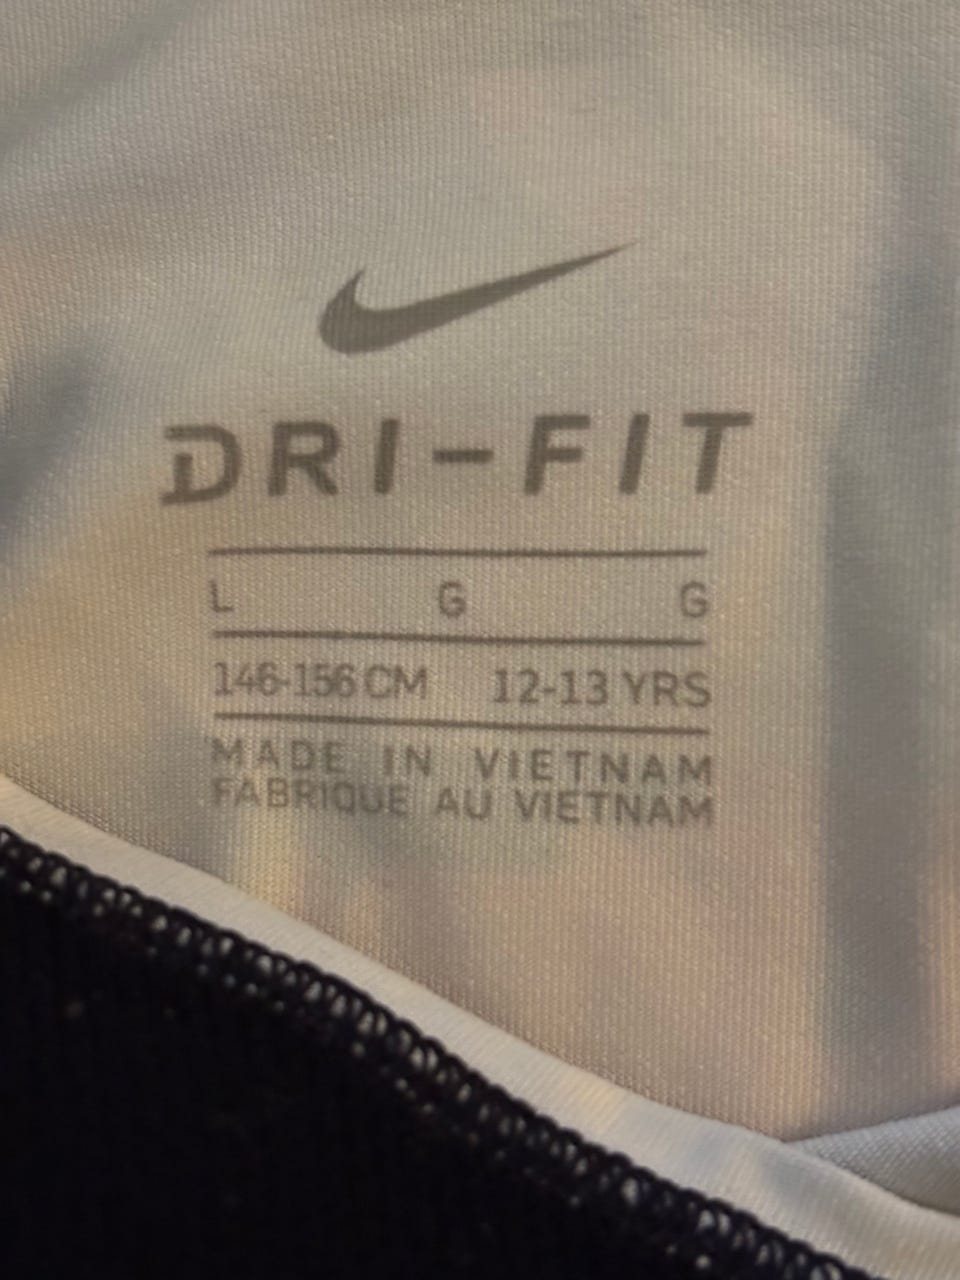 DRI-FIT
L G G
146-156 CM 12-13 YRS
MADE IN VIETNAM
FABRIQUE AU VIETNAM